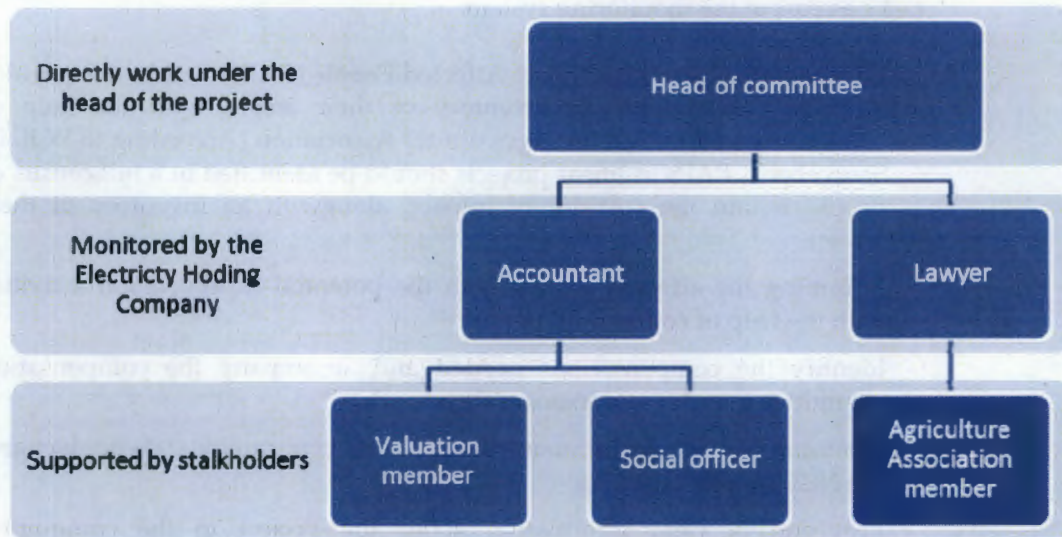 Directly work under the
head of the project
Head of committee
Monitored by the
Electricty Hoding
Company
Accountant
Lawyer
Supported by stalkholders
Valuation
member
Social officer
Agriculture
Association
member